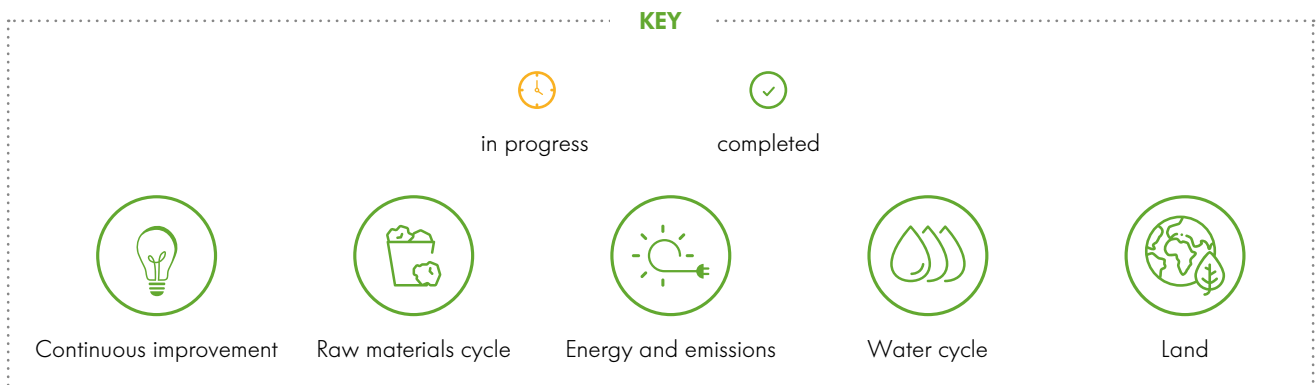 KEY
in progress
completed
Continuous improvement
Raw materials cycle
Energy and emissions
Water cycle
Land